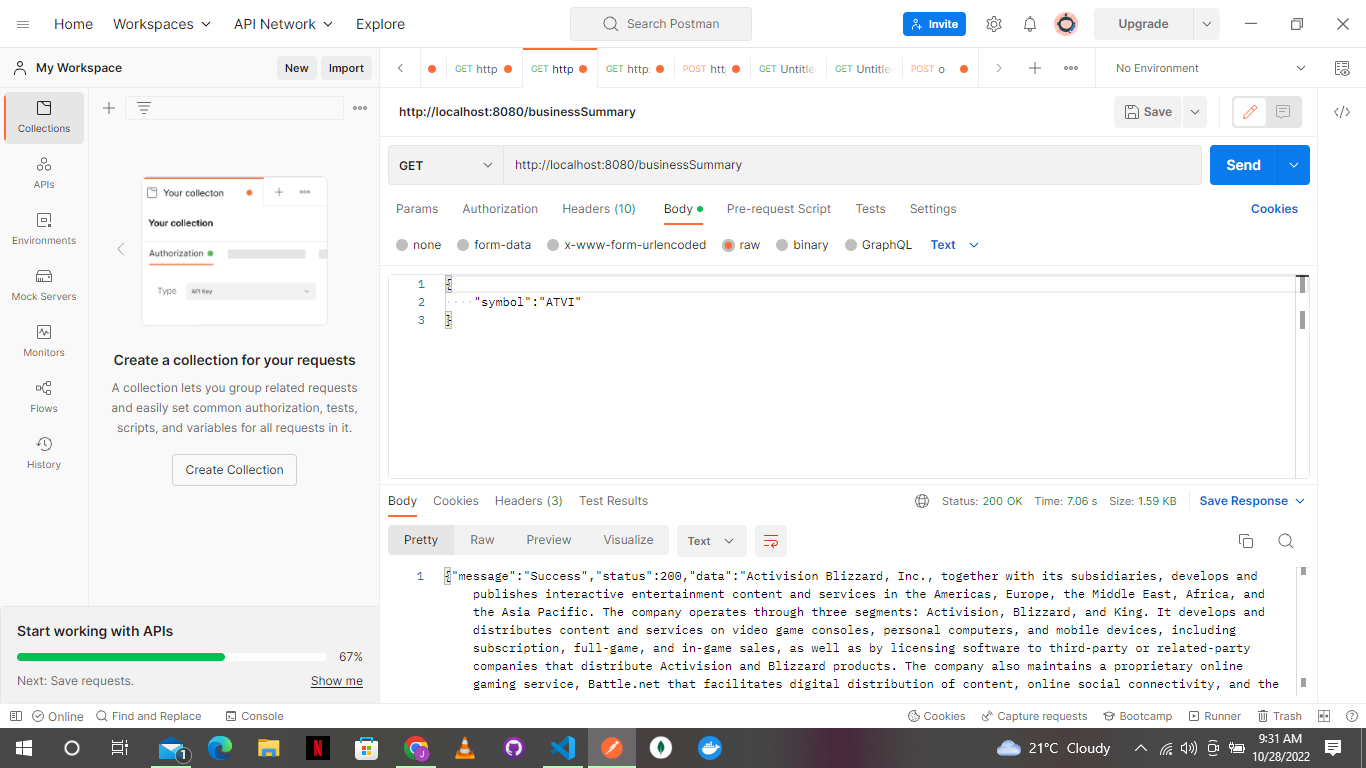 Home Workspaces API Network Explore Search Postman Invite Upgrade
My Workspace New Import
GET http GET http GET http: POST htt GET Untitle GET Untitle POST o No Environment
Collections
APIs
Environments
Mock Servers
Monitors
Flows
History
Your collecton
Your collection
Authorization
Type API Key
Create a collection for your requests
A collection lets you group related requests
and easily set common authorization, tests,
scripts, and variables for all requests in it.
Create Collection
Start working with APIs
67%
Next: Save requests. Show me
http://localhost:8080/businessSummary Save
GET http://localhost:8080/businessSummary Send
Params Authorization Headers (10) Body Pre-request Script Tests Settings Cookies
none form-data x-www-form-urlencoded raw binary GraphQL Text
1 {
2 "symbol":"ATVI"
3 }
Body Cookies Headers (3) Test Results Status: 200 OK Time: 7.06 s Size: 1.59 KB Save Response
Pretty Raw Preview Visualize Text
1 {"message":"Success","status":200,"data":"Activision Blizzard, Inc., together with its subsidiaries, develops and
publishes interactive entertainment content and services in the Americas, Europe, the Middle East, Africa, and
the Asia Pacific. The company operates through three segments: Activision, Blizzard, and King. It develops and
distributes content and services on video game consoles, personal computers, and mobile devices, including
subscription, full-game, and in-game sales, as well as by licensing software to third-party or related-party
companies that distribute Activision and Blizzard products. The company also maintains a proprietary online
gaming service, Battle.net that facilitates digital distribution of content, online social connectivity, and the
Online Find and Replace Console Cookies Capture requests Bootcamp Runner Trash
1 N J 21°C Cloudy 9:31 AM
10/28/2022